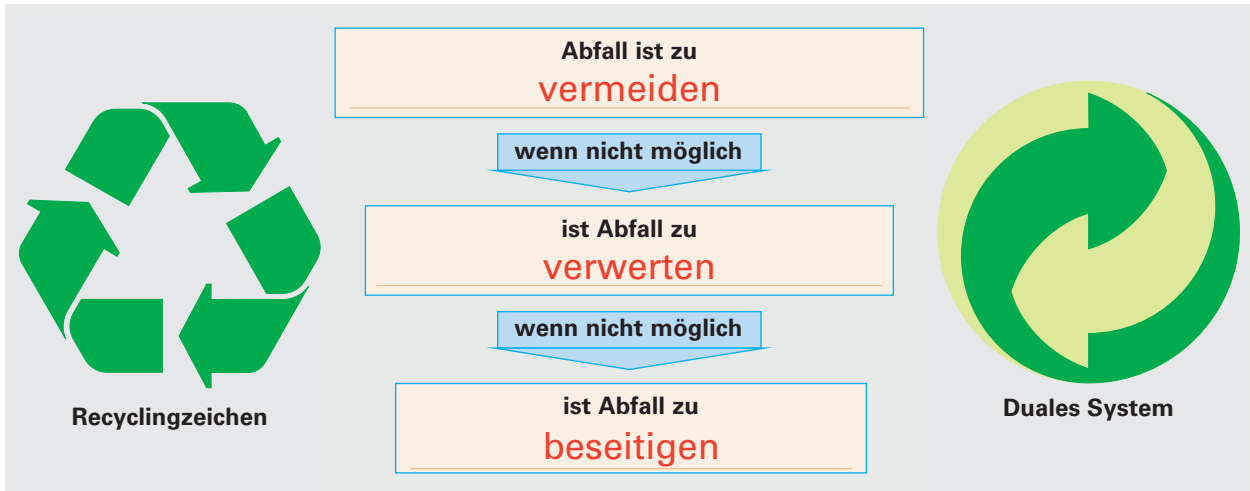 Abfall ist zu
vermeiden
wenn nicht möglich
ist Abfall zu
verwerten
wenn nicht möglich
ist Abfall zu
beseitigen
Recyclingzeichen
Duales System